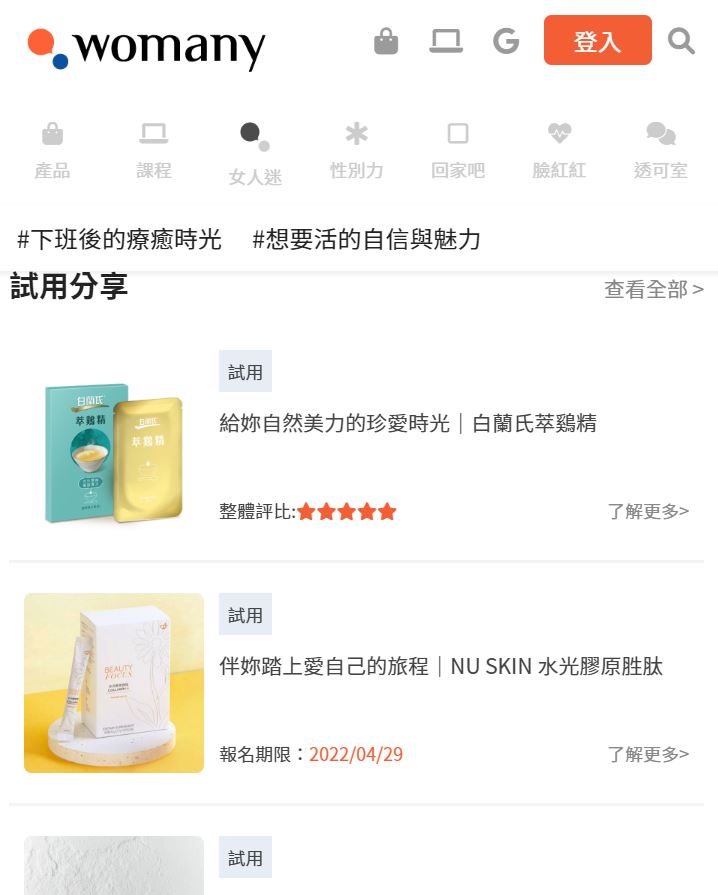 womany
登入
產品 課程 女人迷 性別力 回家吧 臉紅紅 透可室
#下班後的療癒時光 #想要活的自信與魅力
試用分享 查看全部 >
試用
給妳自然美力的珍愛時光｜白蘭氏萃鷄精
白蘭氏
萃鷄精
白蘭氏
萃鷄精
整體評比: 了解更多>
試用
伴妳踏上愛自己的旅程｜NU SKIN 水光膠原胜肽
BEAUTY
FOCUS
報名期限：2022/04/29 了解更多>
試用